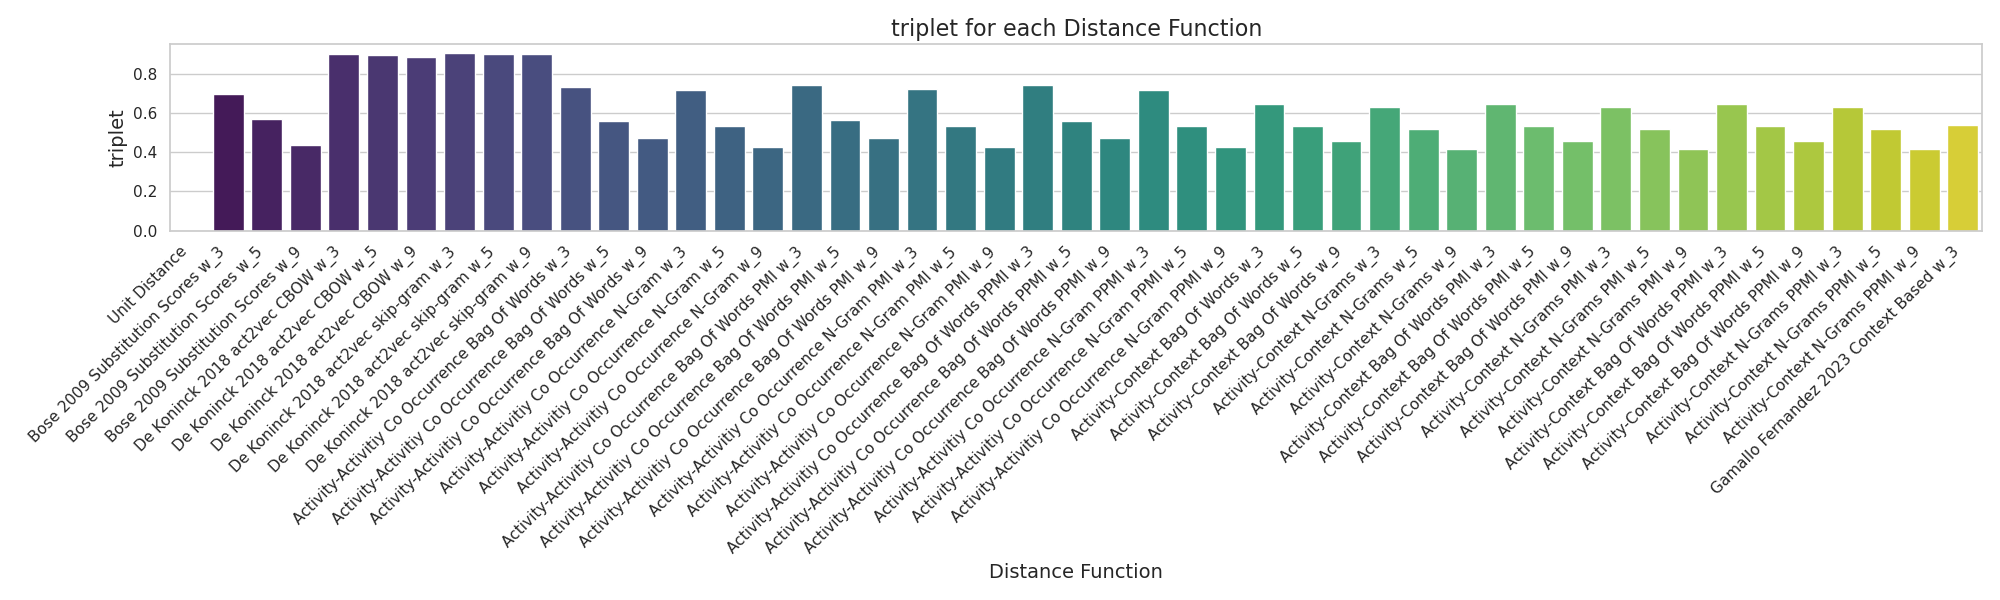 triplet for each Distance Function
triplet
0.8
0.6
0.4
0.2
0.0
Unit Distance
Bose 2009 Substitution Scores w_3
Bose 2009 Substitution Scores w_5
Bose 2009 Substitution Scores w_9
De Koninck 2018 act2vec CBOW w_3
De Koninck 2018 act2vec CBOW w_5
De Koninck 2018 act2vec CBOW w_9
De Koninck 2018 act2vec skip-gram w_3
De Koninck 2018 act2vec skip-gram w_5
De Koninck 2018 act2vec skip-gram w_9
Activity-Activitiy Co Occurrence Bag Of Words w_3
Activity-Activitiy Co Occurrence Bag Of Words w_5
Activity-Activitiy Co Occurrence Bag Of Words w_9
Activity-Activitiy Co Occurrence N-Gram w_3
Activity-Activitiy Co Occurrence N-Gram w_5
Activity-Activitiy Co Occurrence N-Gram w_9
Activity-Activitiy Co Occurrence Bag Of Words PMI w_3
Activity-Activitiy Co Occurrence Bag Of Words PMI w_5
Activity-Activitiy Co Occurrence Bag Of Words PMI w_9
Activity-Activitiy Co Occurrence N-Gram PMI w_3
Activity-Activitiy Co Occurrence N-Gram PMI w_5
Activity-Activitiy Co Occurrence N-Gram PMI w_9
Activity-Activitiy Co Occurrence Bag Of Words PPMI w_3
Activity-Activitiy Co Occurrence Bag Of Words PPMI w_5
Activity-Activitiy Co Occurrence Bag Of Words PPMI w_9
Activity-Activitiy Co Occurrence N-Gram PPMI w_3
Activity-Activitiy Co Occurrence N-Gram PPMI w_5
Activity-Activitiy Co Occurrence N-Gram PPMI w_9
Activity-Context Bag Of Words w_3
Activity-Context Bag Of Words w_5
Activity-Context Bag Of Words w_9
Activity-Context N-Grams w_3
Activity-Context N-Grams w_5
Activity-Context N-Grams w_9
Activity-Context Bag Of Words PMI w_3
Activity-Context Bag Of Words PMI w_5
Activity-Context Bag Of Words PMI w_9
Activity-Context N-Grams PMI w_3
Activity-Context N-Grams PMI w_5
Activity-Context N-Grams PMI w_9
Activity-Context Bag Of Words PPMI w_3
Activity-Context Bag Of Words PPMI w_5
Activity-Context Bag Of Words PPMI w_9
Activity-Context N-Grams PPMI w_3
Activity-Context N-Grams PPMI w_5
Activity-Context N-Grams PPMI w_9
Gamallo Fernandez 2023 Context Based w_3
Distance Function